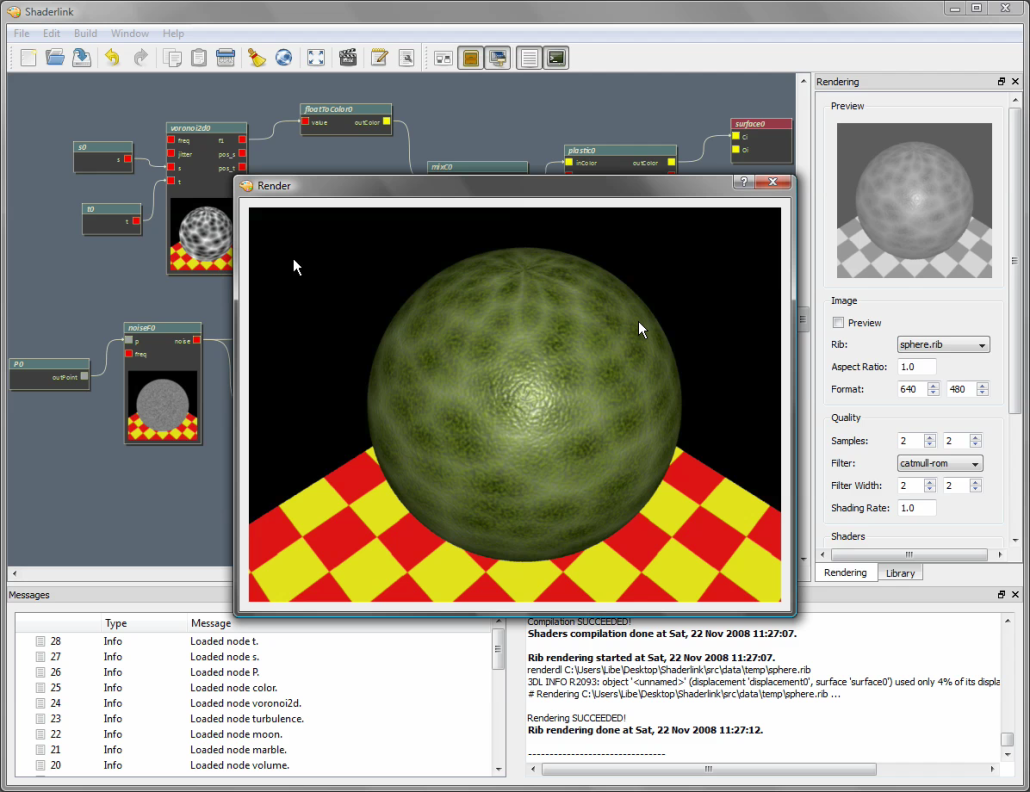 Shaderlink
File Edit Build Window Help
floatToColor0
value outColor
voronoi2d0
freq f1
jitter pos_s
s pos_t
t
s0
s
t0
t
mixC0
plastic0
inColor outColor
surface0
Ci
Oi
noiseF0
p noise
freq
P0
outPoint
Render
?
Rendering
Preview
Image
Preview
Rib: sphere.rib
Aspect Ratio: 1.0
Format: 640 480
Quality
Samples: 2 2
Filter: catmull-rom
Filter Width: 2 2
Shading Rate: 1.0
Shaders
Rendering Library
Messages
Type Message
28 Info Loaded node t.
27 Info Loaded node s.
26 Info Loaded node P.
25 Info Loaded node color.
24 Info Loaded node voronoi2d.
23 Info Loaded node turbulence.
22 Info Loaded node moon.
21 Info Loaded node marble.
20 Info Loaded node volume.
Compilation SUCCEEDED!
Shaders compilation done at Sat, 22 Nov 2008 11:27:07.
Rib rendering started at Sat, 22 Nov 2008 11:27:07.
renderdl C:\Users\Libe\Desktop\Shaderlink\src\data\temp\sphere.rib
3DL INFO R2093: object '<unnamed>' (displacement 'displacement0', surface 'surface0') used only 4% of its displa
# Rendering C:\Users\Libe\Desktop\Shaderlink\src\data\temp\sphere.rib ...
Rendering SUCCEEDED!
Rib rendering done at Sat, 22 Nov 2008 11:27:12.
--------------------------------